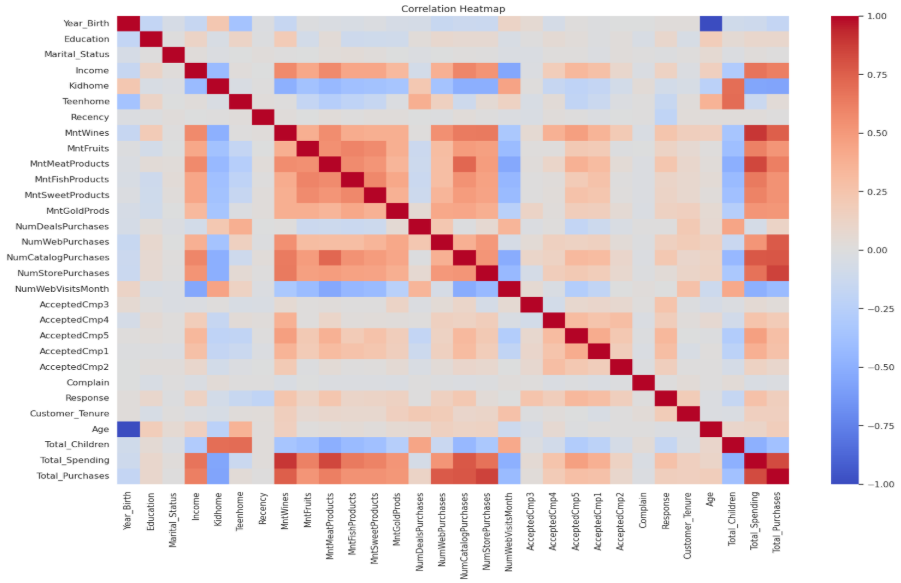 Correlation Heatmap
Year_Birth
Education
Marital_Status
Income
Kidhome
Teenhome
Recency
MntWines
MntFruits
MntMeatProducts
MntFishProducts
MntSweetProducts
MntGoldProds
NumDealsPurchases
NumWebPurchases
NumCatalogPurchases
NumStorePurchases
NumWebVisitsMonth
AcceptedCmp3
AcceptedCmp4
AcceptedCmp5
AcceptedCmp1
AcceptedCmp2
Complain
Response
Customer_Tenure
Age
Total_Children
Total_Spending
Total_Purchases
Year_Birth
Education
Marital_Status
Income
Kidhome
Teenhome
Recency
MntWines
MntFruits
MntMeatProducts
MntFishProducts
MntSweetProducts
MntGoldProds
NumDealsPurchases
NumWebPurchases
NumCatalogPurchases
NumStorePurchases
NumWebVisitsMonth
AcceptedCmp3
AcceptedCmp4
AcceptedCmp5
AcceptedCmp1
AcceptedCmp2
Complain
Response
Customer_Tenure
Age
Total_Children
Total_Spending
Total_Purchases
1.00
0.75
0.50
0.25
0.00
−0.25
−0.50
−0.75
−1.00